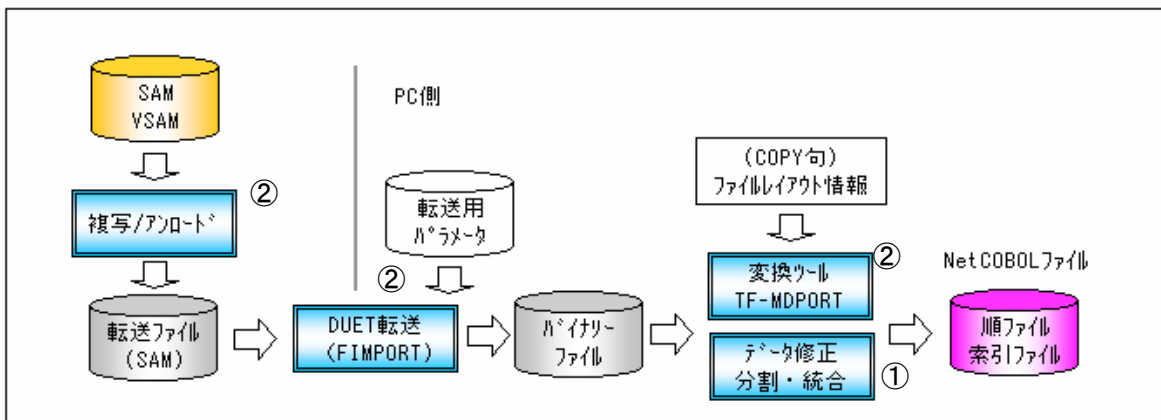 SAM
VSAM
PC側
複写/アンロード
②
転送ファイル
(SAM)
転送用
パラメータ
②
DUET転送
(FIMPORT)
バイナリー
ファイル
(COPY句)
ファイルレイアウト情報
変換ツール
TF-MDPORT
②
データ修正
分割・統合
①
NetCOBOLファイル
順ファイル
索引ファイル